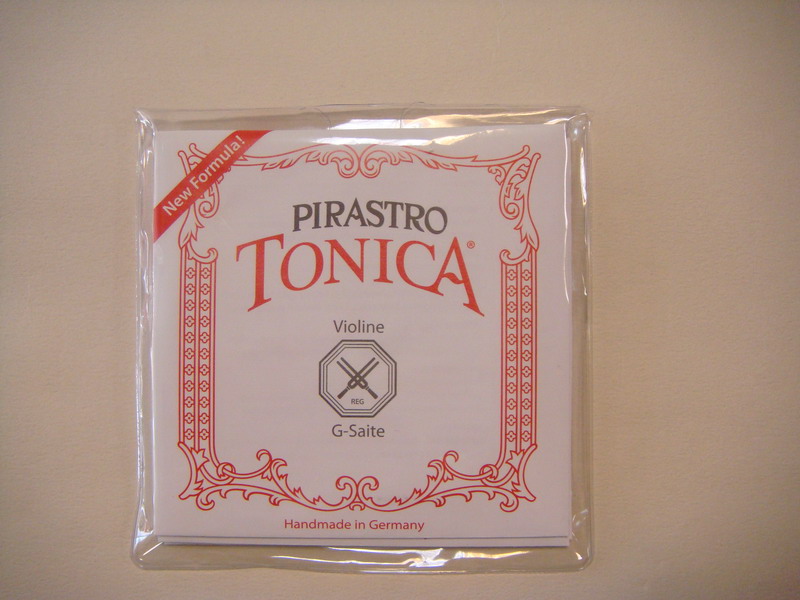 New Formula!
PIRASTRO
TONICA®
Violine
REG
G-Saite
Handmade in Germany